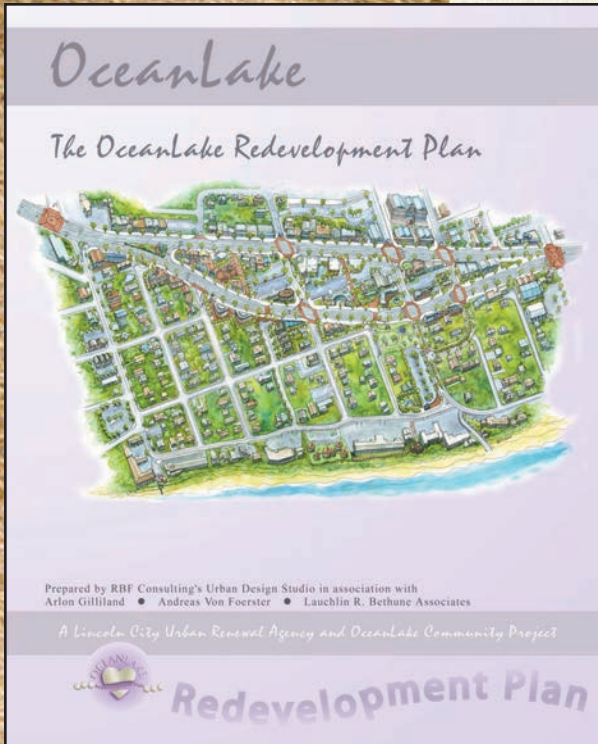 OceanLake
The OceanLake Redevelopment Plan
Prepared by RBF Consulting's Urban Design Studio in association with
Arlon Gilliland ● Andreas Von Foerster ● Lauchlin R. Bethune Associates
A Lincoln City Urban Renewal Agency and OceanLake Community Project
OCEANLAKE
Redevelopment Plan